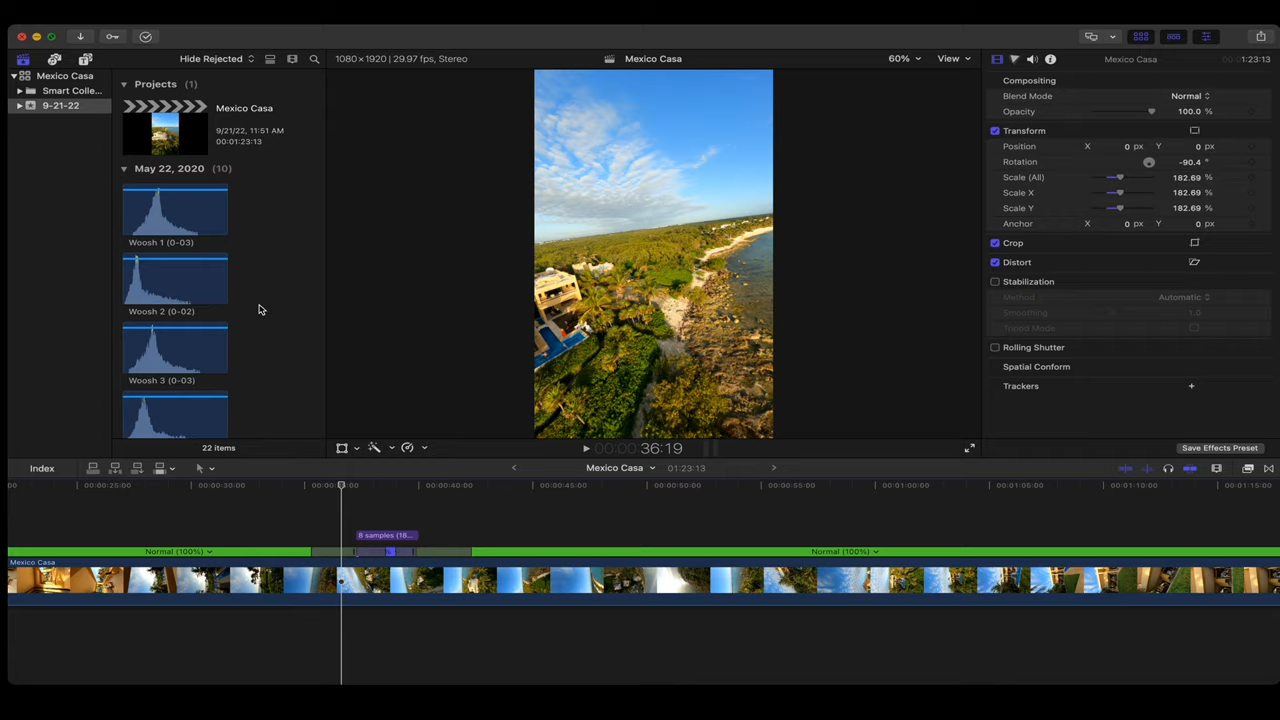 Hide Rejected
1080×1920 | 29.97 fps, Stereo
Mexico Casa
60%
View
Mexico Casa
1:23:13
Mexico Casa
Smart Colle...
9-21-22
Projects (1)
Mexico Casa
9/21/22, 11:51 AM
00:01:23:13
May 22, 2020 (10)
Woosh 1 (0-03)
Woosh 2 (0-02)
Woosh 3 (0-03)
22 items
Compositing
Blend Mode Normal
Opacity 100.0 %
Transform
Position X 0 px Y 0 px
Rotation -90.4 °
Scale (All) 182.69 %
Scale X 182.69 %
Scale Y 182.69 %
Anchor X 0 px Y 0 px
Crop
Distort
Stabilization
Method Automatic
Smoothing 1.0
Tripod Mode
Rolling Shutter
Spatial Conform
Trackers +
Save Effects Preset
00:00:36:19
Index
Mexico Casa
01:23:13
00:00:25:00
00:00:30:00
00:00:40:00
00:00:45:00
00:00:50:00
00:00:55:00
00:01:00:00
00:01:05:00
00:01:10:00
00:01:15:00
8 samples (18...
Normal (100%)
Normal (100%)
Mexico Casa